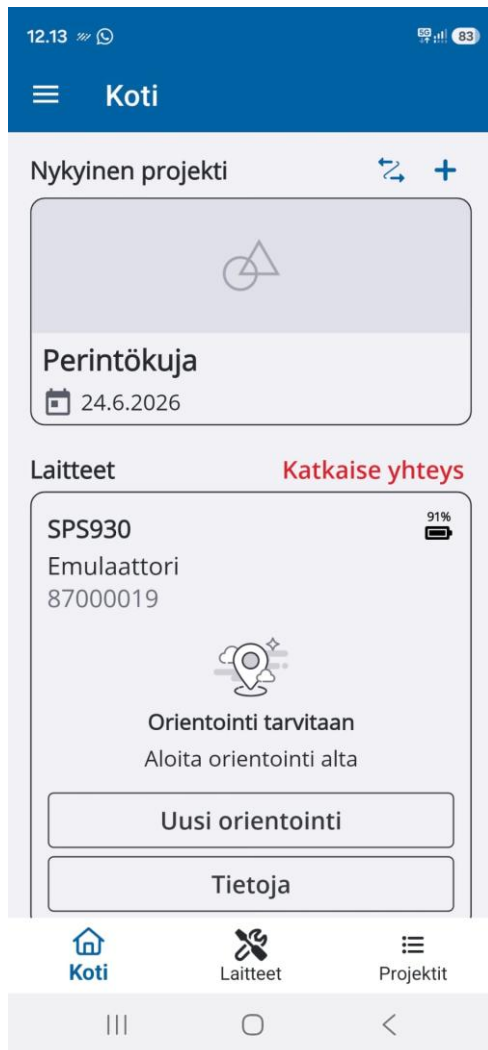 12.13
5G
83
Koti
Nykyinen projekti
Perintökuja
24.6.2026
Laitteet
Katkaise yhteys
SPS930
91%
Emulaattori
87000019
Orientointi tarvitaan
Aloita orientointi alta
Uusi orientointi
Tietoja
Koti
Laitteet
Projektit